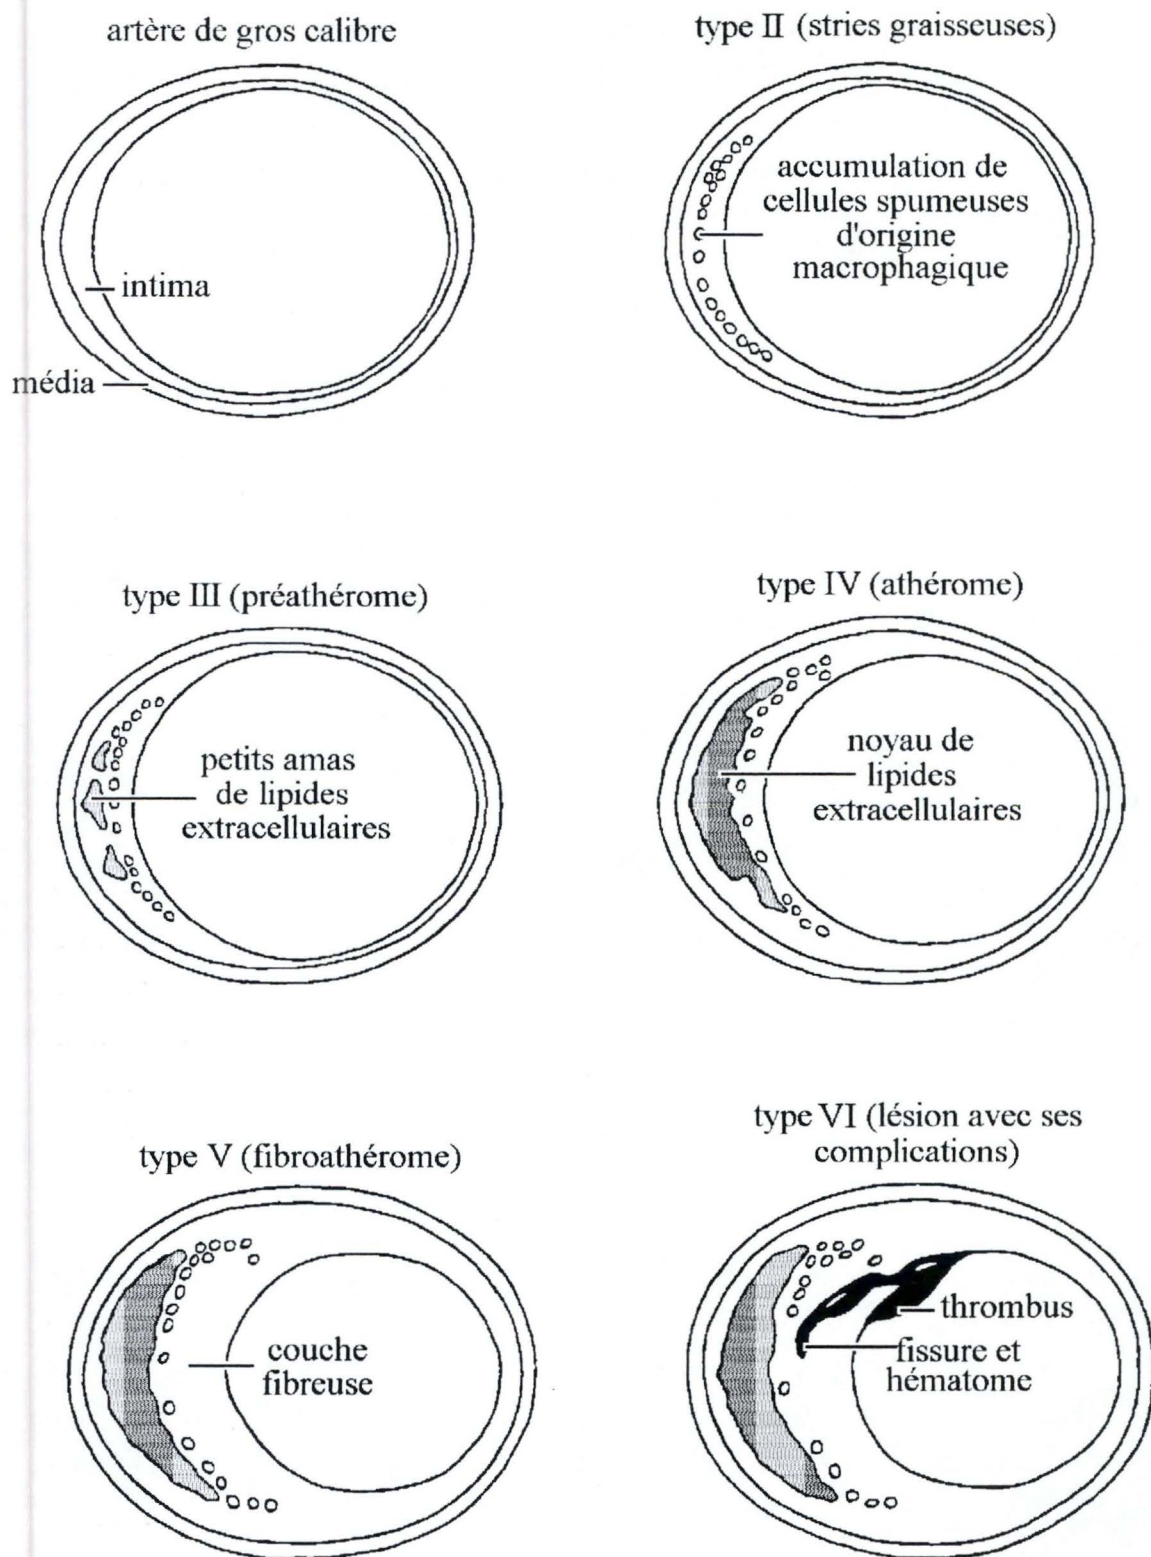 artère de gros calibre
intima
média
type II (stries graisseuses)
accumulation de
cellules spumeuses
d'origine
macrophagique
type III (préathérome)
petits amas
de lipides
extracellulaires
type IV (athérome)
noyau de
lipides
extracellulaires
type V (fibroathérome)
couche
fibreuse
type VI (lésion avec ses
complications)
thrombus
fissure et
hématome